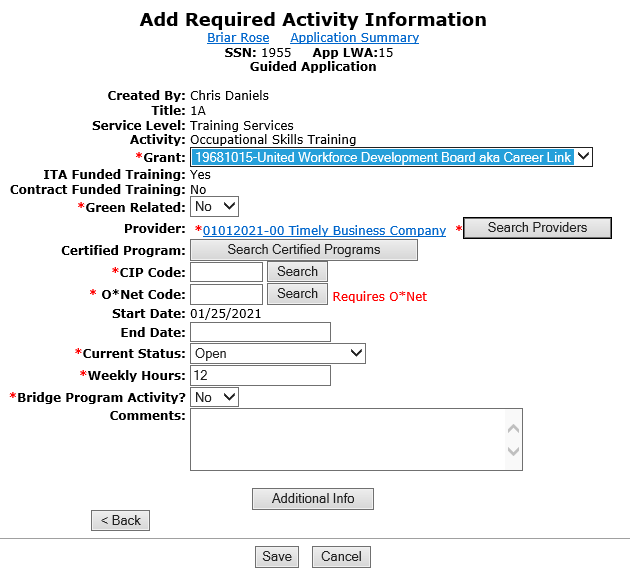 Add Required Activity Information
Briar Rose Application Summary
SSN: 1955 App LWA:15
Guided Application
Created By: Chris Daniels
Title: 1A
Service Level: Training Services
Activity: Occupational Skills Training
*Grant: 19681015-United Workforce Development Board aka Career Link
ITA Funded Training: Yes
Contract Funded Training: No
*Green Related: No
Provider: *01012021-00 Timely Business Company * Search Providers
Certified Program: Search Certified Programs
*CIP Code: Search
* O*Net Code: Search Requires O*Net
Start Date: 01/25/2021
End Date:
*Current Status: Open
*Weekly Hours: 12
*Bridge Program Activity? No
Comments:
Additional Info
< Back
Save Cancel